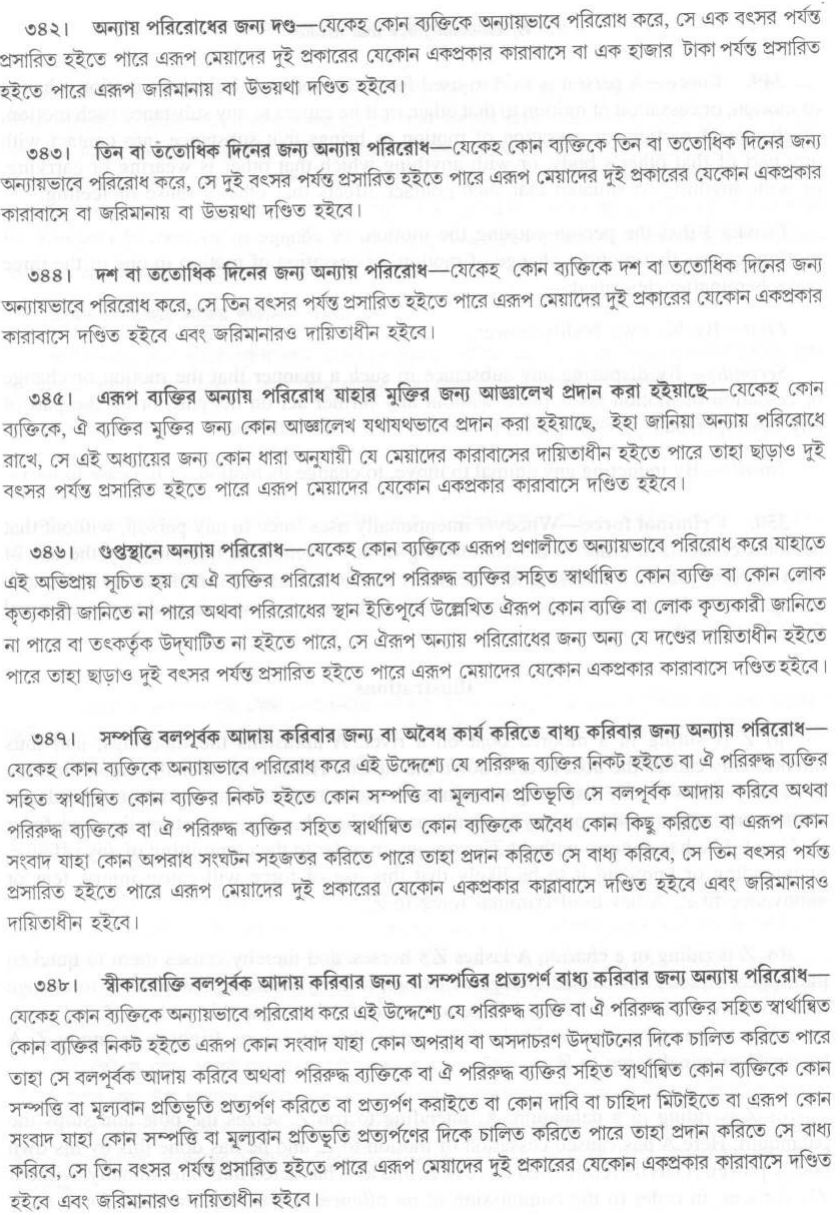 ৩৪২। অন্যায় পরিরোধের জন্য দণ্ড—যেকেহ কোন ব্যক্তিকে অন্যায়ভাবে পরিরোধ করে, সে এক বৎসর পর্যন্ত
প্রসারিত হইতে পারে এরূপ মেয়াদের দুই প্রকারের যেকোন একপ্রকার কারাবাসে বা এক হাজার টাকা পর্যন্ত প্রসারিত
হইতে পারে এরূপ জরিমানায় বা উভয়থা দণ্ডিত হইবে।
৩৪৩। তিন বা ততোধিক দিনের জন্য অন্যায় পরিরোধ—যেকেহ কোন ব্যক্তিকে তিন বা ততোধিক দিনের জন্য
অন্যায়ভাবে পরিরোধ করে, সে দুই বৎসর পর্যন্ত প্রসারিত হইতে পারে এরূপ মেয়াদের দুই প্রকারের যেকোন একপ্রকার
কারাবাসে বা জরিমানায় বা উভয়থা দণ্ডিত হইবে।
৩৪৪। দশ বা ততোধিক দিনের জন্য অন্যায় পরিরোধ—যেকেহ কোন ব্যক্তিকে দশ বা ততোধিক দিনের জন্য
অন্যায়ভাবে পরিরোধ করে, সে তিন বৎসর পর্যন্ত প্রসারিত হইতে পারে এরূপ মেয়াদের দুই প্রকারের যেকোন একপ্রকার
কারাবাসে দণ্ডিত হইবে এবং জরিমানারও দায়িতাধীন হইবে।
৩৪৫। এরূপ ব্যক্তির অন্যায় পরিরোধ যাহার মুক্তির জন্য আজ্ঞালেখ প্রদান করা হইয়াছে—যেকেহ কোন
ব্যক্তিকে, ঐ ব্যক্তির মুক্তির জন্য কোন আজ্ঞালেখ যথাযথভাবে প্রদান করা হইয়াছে, ইহা জানিয়া অন্যায় পরিরোধে
রাখে, সে এই অধ্যায়ের জন্য কোন ধারা অনুযায়ী যে মেয়াদের কারাবাসের দায়িতাধীন হইতে পারে তাহা ছাড়াও দুই
বৎসর পর্যন্ত প্রসারিত হইতে পারে এরূপ মেয়াদের যেকোন একপ্রকার কারাবাসে দণ্ডিত হইবে।
৩৪৬। গুপ্তস্থানে অন্যায় পরিরোধ— যেকেহ কোন ব্যক্তিকে এরূপ প্রণালীতে অন্যায়ভাবে পরিরোধ করে যাহাতে
এই অভিপ্রায় সূচিত হয় যে ঐ ব্যক্তির পরিরোধ ঐরূপে পরিরুদ্ধ ব্যক্তির সহিত স্বার্থান্বিত কোন ব্যক্তি বা কোন লোক
কৃত্যকারী জানিতে না পারে অথবা পরিরোধের স্থান ইতিপূর্বে উল্লেখিত ঐরূপ কোন ব্যক্তি বা লোক কৃত্যকারী জানিতে
না পারে বা তৎকর্তৃক উদ্‌ঘাটিত না হইতে পারে, সে ঐরূপ অন্যায় পরিরোধের জন্য অন্য যে দণ্ডের দায়িতাধীন হইতে
পারে তাহা ছাড়াও দুই বৎসর পর্যন্ত প্রসারিত হইতে পারে এরূপ মেয়াদের যেকোন একপ্রকার কারাবাসে দণ্ডিত হইবে।
৩৪৭। সম্পত্তি বলপূর্বক আদায় করিবার জন্য বা অবৈধ কার্য করিতে বাধ্য করিবার জন্য অন্যায় পরিরোধ—
যেকেহ কোন ব্যক্তিকে অন্যায়ভাবে পরিরোধ করে এই উদ্দেশ্যে যে পরিরুদ্ধ ব্যক্তির নিকট হইতে বা ঐ পরিরুদ্ধ ব্যক্তির
সহিত স্বার্থান্বিত কোন ব্যক্তির নিকট হইতে কোন সম্পত্তি বা মূল্যবান প্রতিভূতি সে বলপূর্বক আদায় করিবে অথবা
পরিরুদ্ধ ব্যক্তিকে বা ঐ পরিরুদ্ধ ব্যক্তির সহিত স্বার্থান্বিত কোন ব্যক্তিকে অবৈধ কোন কিছু করিতে বা এরূপ কোন
সংবাদ যাহা কোন অপরাধ সংঘটন সহজতর করিতে পারে তাহা প্রদান করিতে সে বাধ্য করিবে, সে তিন বৎসর পর্যন্ত
প্রসারিত হইতে পারে এরূপ মেয়াদের দুই প্রকারের যেকোন একপ্রকার কারাবাসে দণ্ডিত হইবে এবং জরিমানারও
দায়িতাধীন হইবে।
৩৪৮। স্বীকারোক্তি বলপূর্বক আদায় করিবার জন্য বা সম্পত্তির প্রত্যপর্ণ বাধ্য করিবার জন্য অন্যায় পরিরোধ—
যেকেহ কোন ব্যক্তিকে অন্যায়ভাবে পরিরোধ করে এই উদ্দেশ্যে যে পরিরুদ্ধ ব্যক্তি বা ঐ পরিরুদ্ধ ব্যক্তির সহিত স্বার্থান্বিত
কোন ব্যক্তির নিকট হইতে এরূপ কোন সংবাদ যাহা কোন অপরাধ বা অসদাচরণ উদ্‌ঘাটনের দিকে চালিত করিতে পারে
তাহা সে বলপূর্বক আদায় করিবে অথবা পরিরুদ্ধ ব্যক্তিকে বা ঐ পরিরুদ্ধ ব্যক্তির সহিত স্বার্থান্বিত কোন ব্যক্তিকে কোন
সম্পত্তি বা মূল্যবান প্রতিভূতি প্রত্যর্পণ করিতে বা প্রত্যর্পণ করাইতে বা কোন দাবি বা চাহিদা মিটাইতে বা এরূপ কোন
সংবাদ যাহা কোন সম্পত্তি বা মূল্যবান প্রতিভূতি প্রত্যর্পণের দিকে চালিত করিতে পারে তাহা প্রদান করিতে সে বাধ্য
করিবে, সে তিন বৎসর পর্যন্ত প্রসারিত হইতে পারে এরূপ মেয়াদের দুই প্রকারের যেকোন একপ্রকার কারাবাসে দণ্ডিত
হইবে এবং জরিমানারও দায়িতাধীন হইবে।